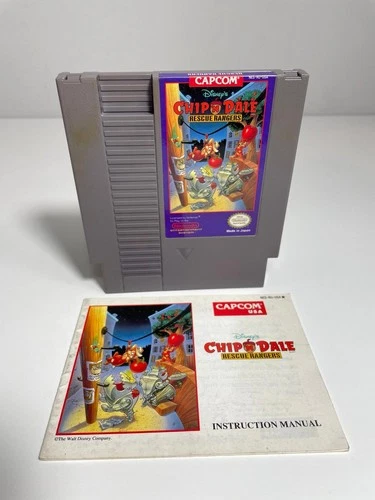 CAPCOM
Disney's
CHIP 'N DALE
RESCUE RANGERS
MADE IN JAPAN
CAPCOM
USA
Disney's
CHIP 'N DALE
RESCUE RANGERS
INSTRUCTION MANUAL
©The Walt Disney Company.